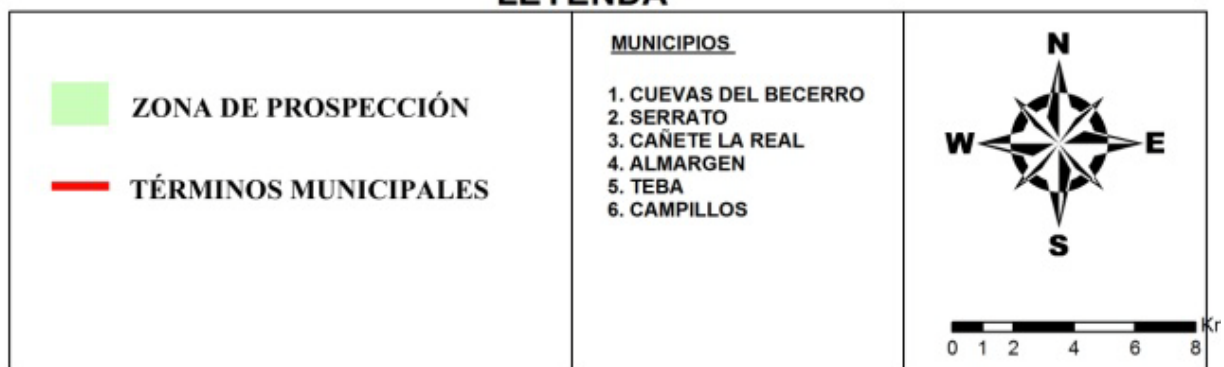 LEYENDA
ZONA DE PROSPECCIÓN
TÉRMINOS MUNICIPALES
MUNICIPIOS
1. CUEVAS DEL BECERRO
2. SERRATO
3. CAÑETE LA REAL
4. ALMARGEN
5. TEBA
6. CAMPILLOS
N
W E
S
0 1 2 4 6 8